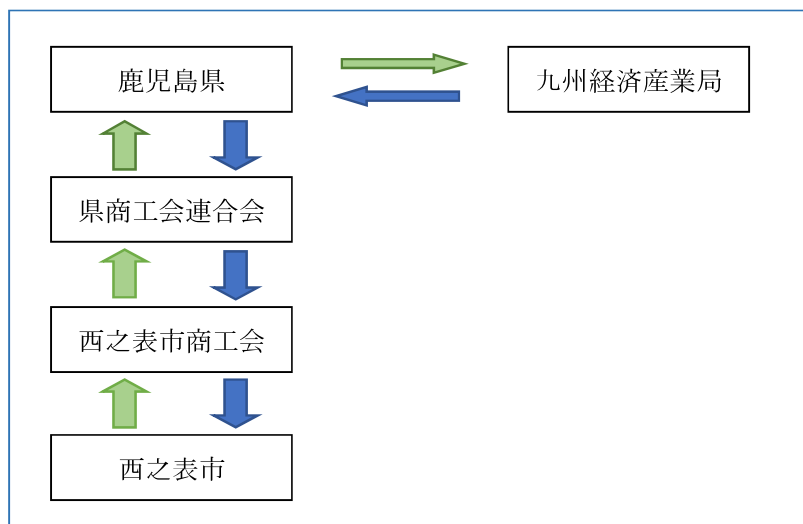 鹿児島県
九州経済産業局
県商工会連合会
西之表市商工会
西之表市